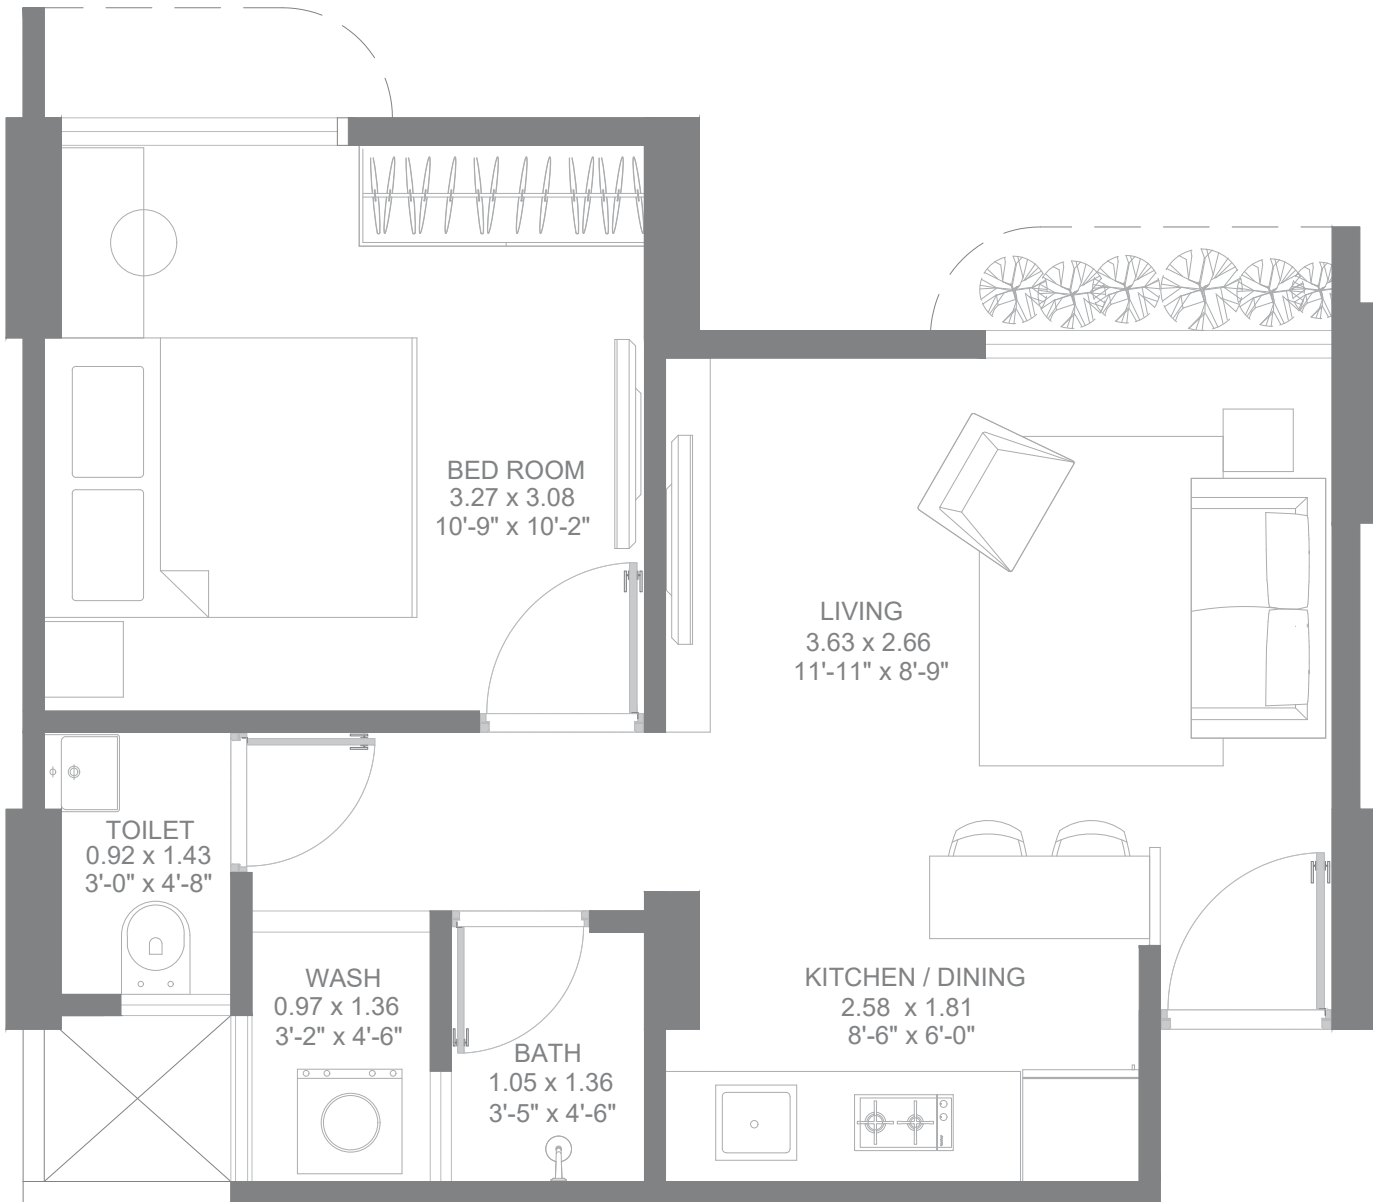 BED ROOM
3.27 x 3.08
10'-9" x 10'-2"
LIVING
3.63 x 2.66
11'-11" x 8'-9"
TOILET
0.92 x 1.43
3'-0" x 4'-8"
WASH
0.97 x 1.36
3'-2" x 4'-6"
BATH
1.05 x 1.36
3'-5" x 4'-6"
KITCHEN / DINING
2.58 x 1.81
8'-6" x 6'-0"